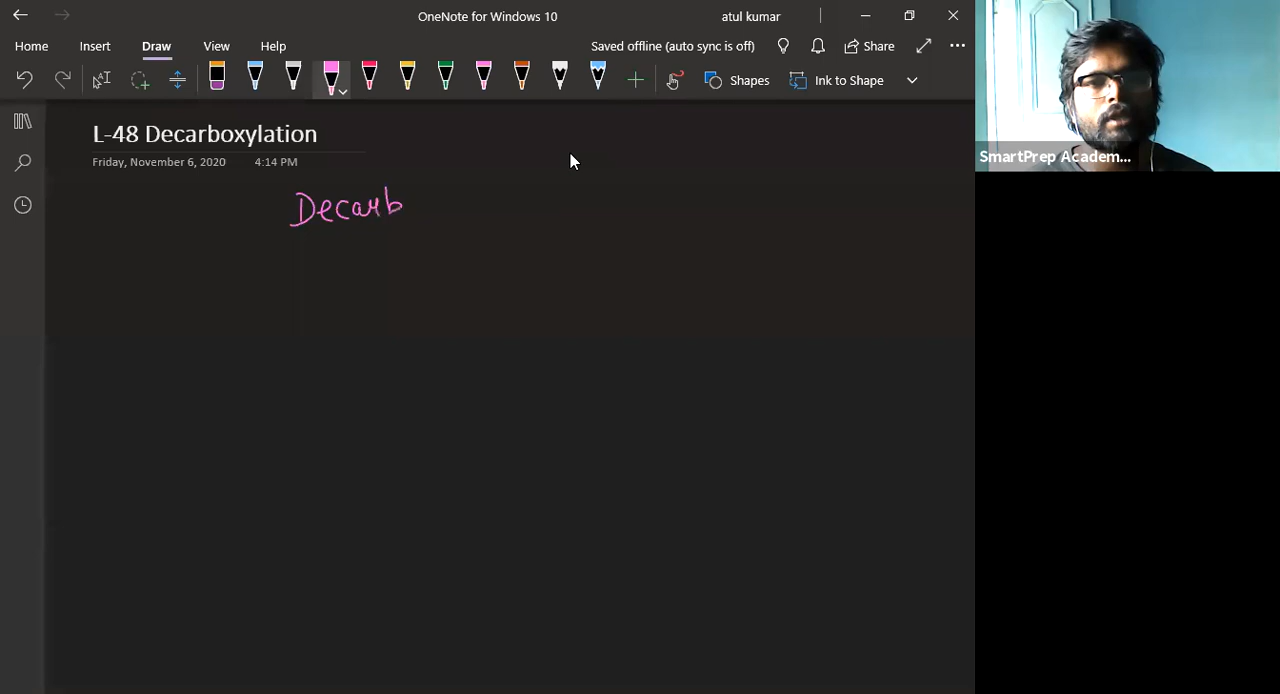 OneNote for Windows 10
atul kumar
Home Insert Draw View Help
Saved offline (auto sync is off)
Share
Shapes
Ink to Shape
SmartPrep Academ...
L-48 Decarboxylation
Friday, November 6, 2020 4:14 PM
Decarb